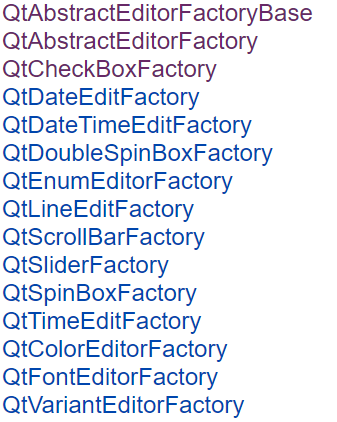 QtAbstractEditorFactoryBase
QtAbstractEditorFactory
QtCheckBoxFactory
QtDateEditFactory
QtDateTimeEditFactory
QtDoubleSpinBoxFactory
QtEnumEditorFactory
QtLineEditFactory
QtScrollBarFactory
QtSliderFactory
QtSpinBoxFactory
QtTimeEditFactory
QtColorEditorFactory
QtFontEditorFactory
QtVariantEditorFactory